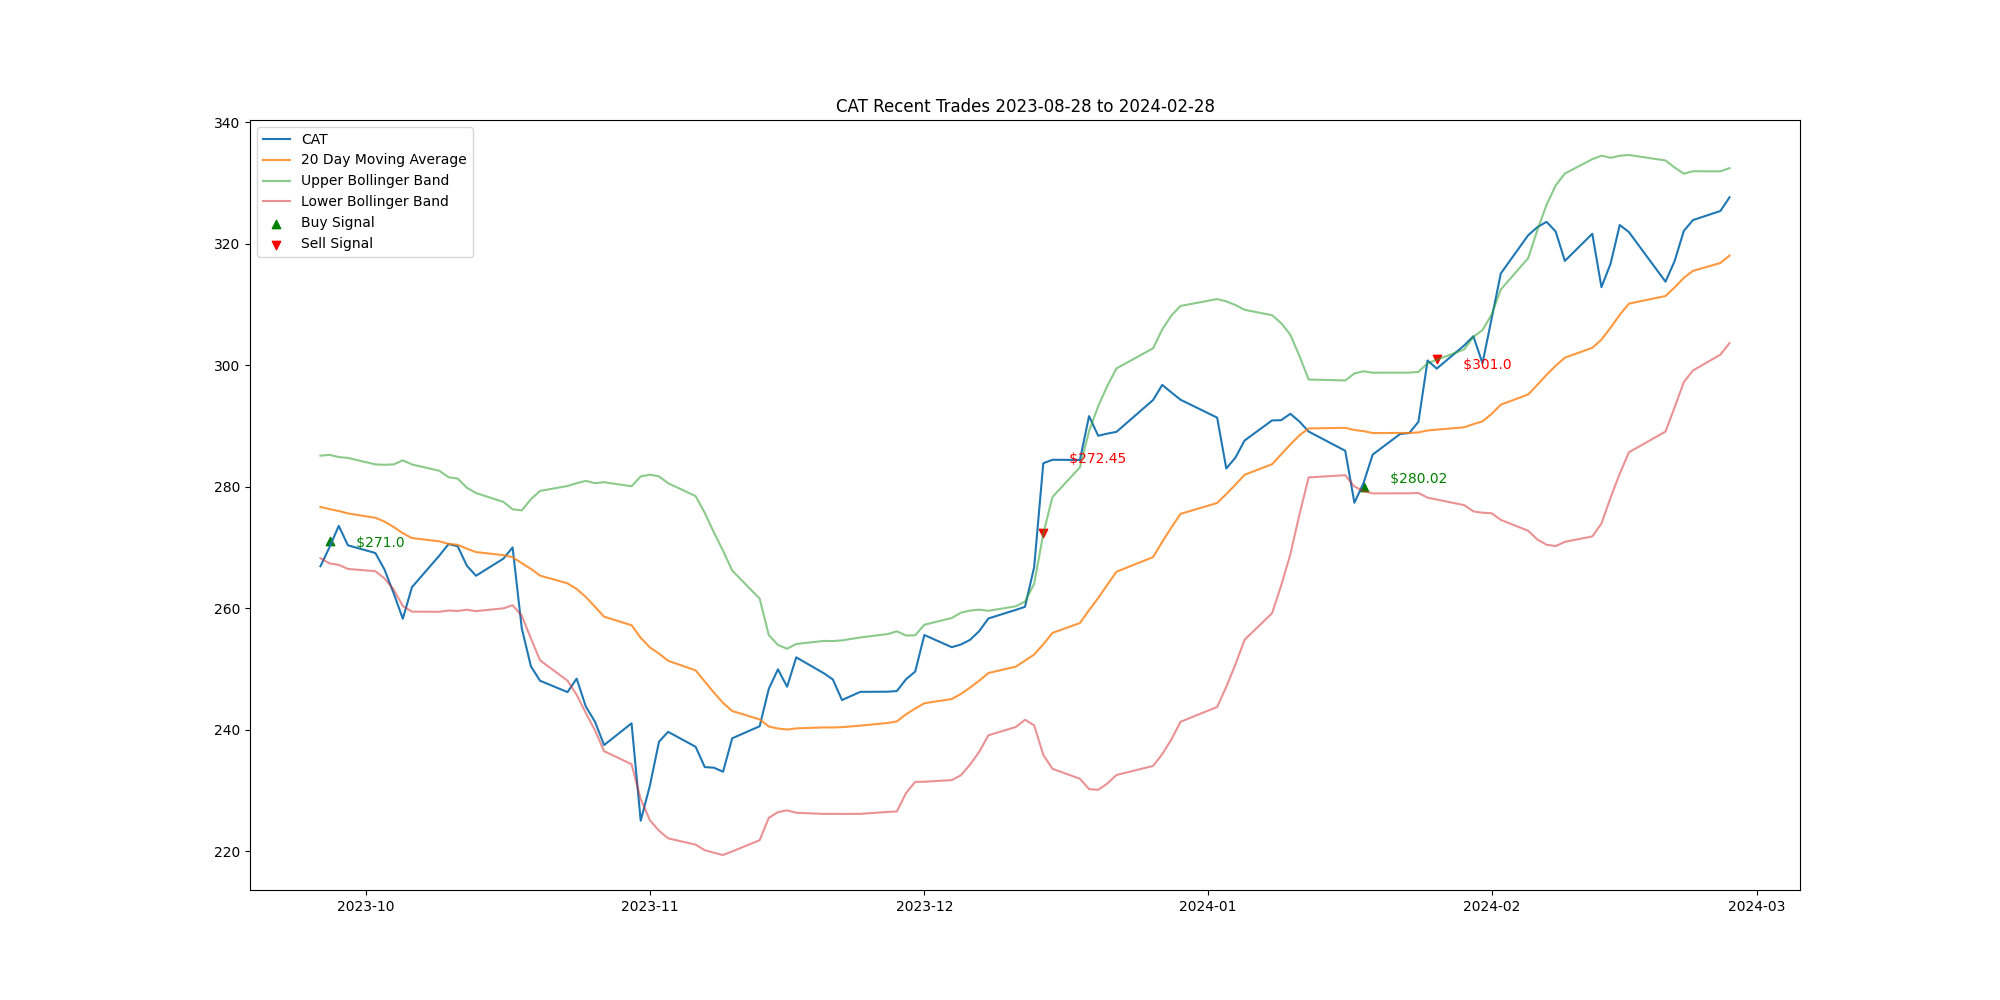 CAT Recent Trades 2023-08-28 to 2024-02-28
340
320
300
280
260
240
220
CAT
20 Day Moving Average
Upper Bollinger Band
Lower Bollinger Band
Buy Signal
Sell Signal
$271.0
$272.45
$280.02
$301.0
2023-10
2023-11
2023-12
2024-01
2024-02
2024-03